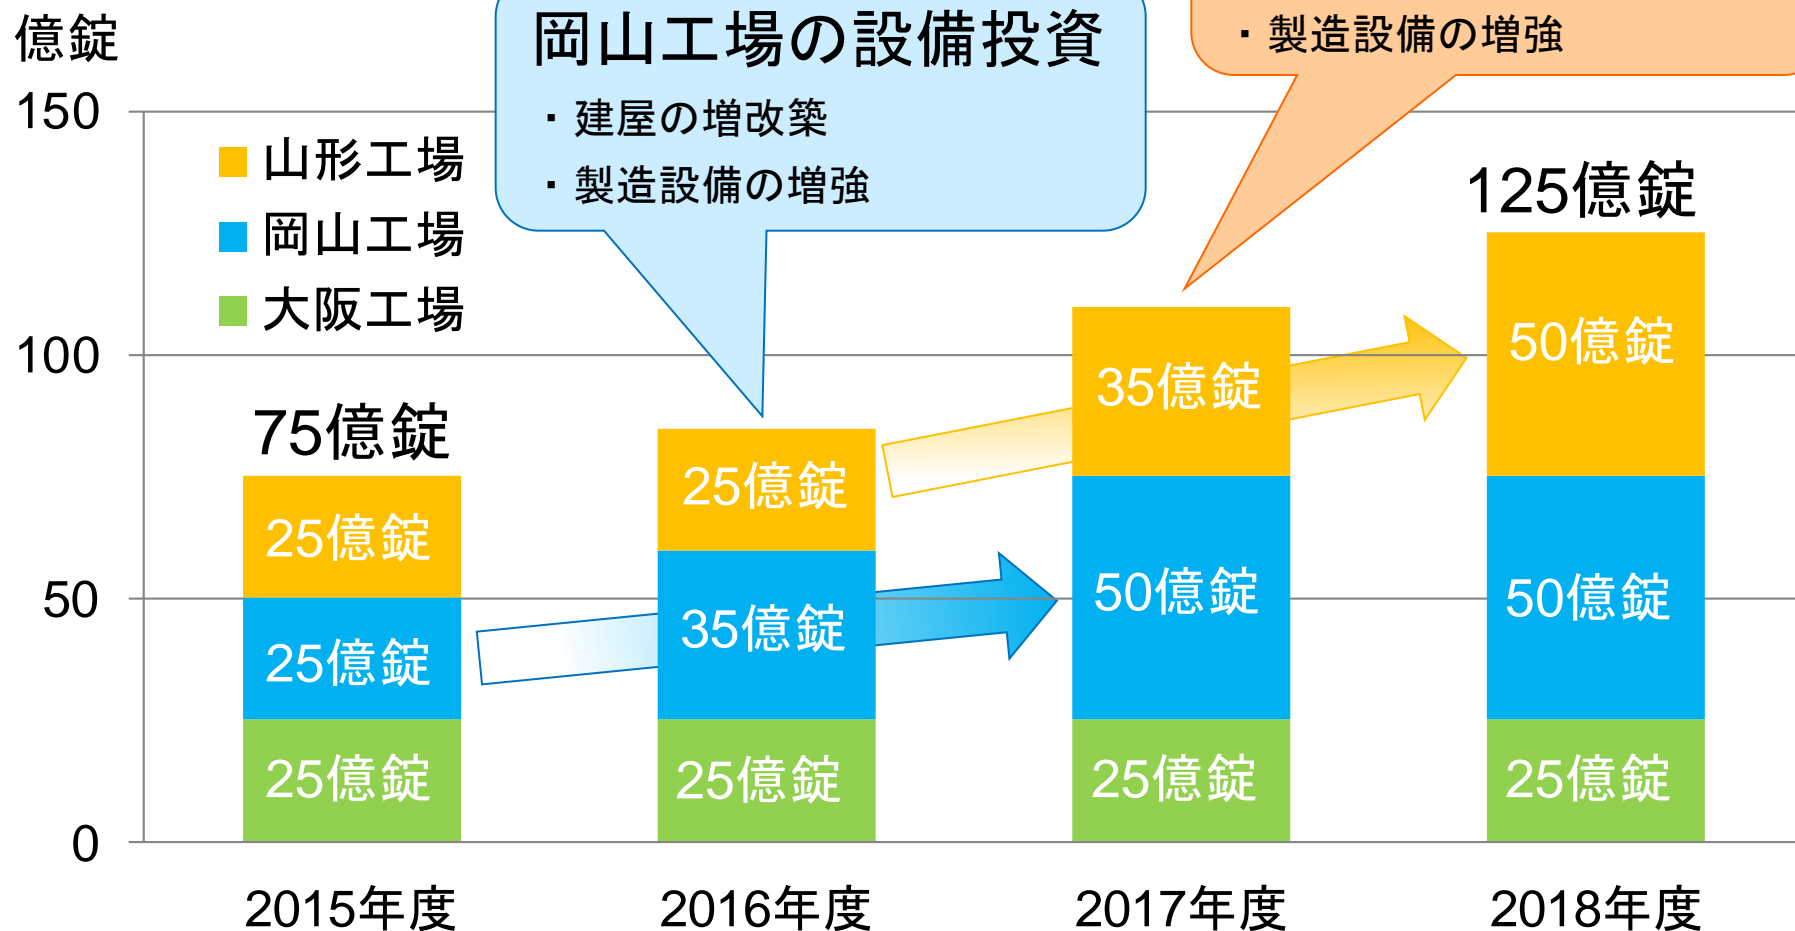 億錠
岡山工場の設備投資
・建屋の増改築
・製造設備の増強
・製造設備の増強
150
100
50
0
山形工場
岡山工場
大阪工場
75億錠
25億錠
25億錠
25億錠
25億錠
35億錠
25億錠
35億錠
50億錠
25億錠
125億錠
50億錠
50億錠
25億錠
2015年度
2016年度
2017年度
2018年度